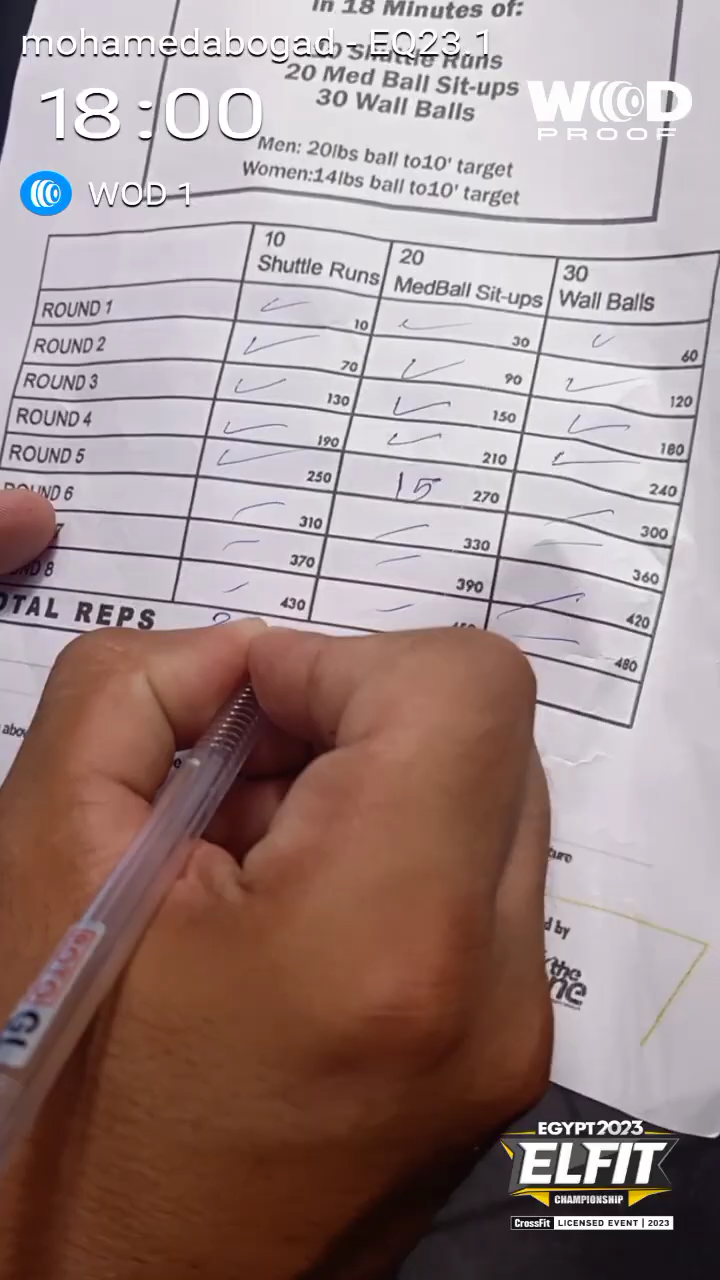 in 18 Minutes of:
mohamedabogad - EQ23.1
Shuttle Runs
20 Med Ball Sit-ups
30 Wall Balls
18:00
WOD
PROOF
Men: 20lbs ball to10' target
Women:14lbs ball to10' target
WOD 1
10 Shuttle Runs 20 MedBall Sit-ups 30 Wall Balls
ROUND 1 10 30 60
ROUND 2 70 90 120
ROUND 3 130 150 180
ROUND 4 190 210 240
ROUND 5 250 15 270 300
310 330 360
370 390 420
430 480
TOTAL REPS
d by
the
EGYPT2023
ELFIT
CHAMPIONSHIP
CrossFit LICENSED EVENT | 2023